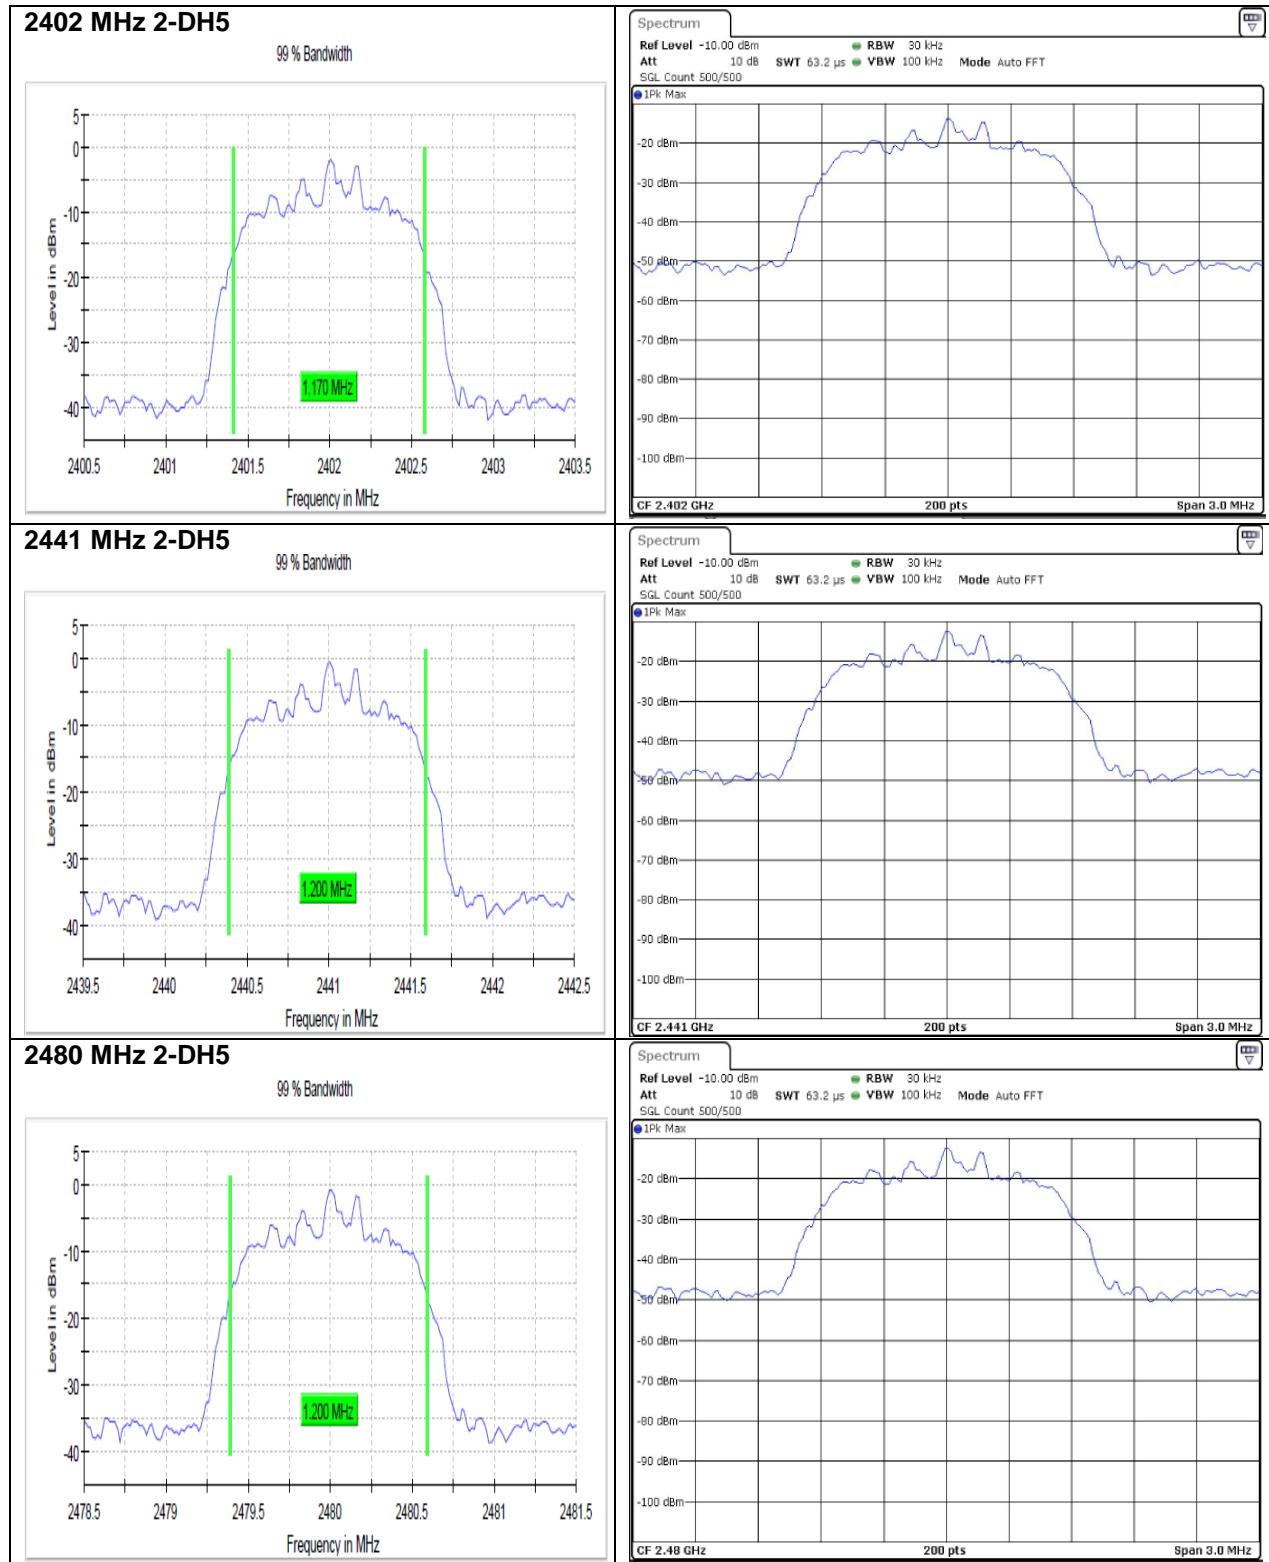 2402 MHz 2-DH5
99 % Bandwidth
5
0
-10
-20
-30
-40
Level in dBm
1.170 MHz
2400.5 2401 2401.5 2402 2402.5 2403 2403.5
Frequency in MHz
Spectrum
Ref Level -10.00 dBm RBW 30 kHz
Att 10 dB SWT 63.2 µs VBW 100 kHz Mode Auto FFT
SGL Count 500/500
1Pk Max
-20 dBm
-30 dBm
-40 dBm
-50 dBm
-60 dBm
-70 dBm
-80 dBm
-90 dBm
-100 dBm
CF 2.402 GHz 200 pts Span 3.0 MHz
2441 MHz 2-DH5
99 % Bandwidth
5
0
-10
-20
-30
-40
Level in dBm
1.200 MHz
2439.5 2440 2440.5 2441 2441.5 2442 2442.5
Frequency in MHz
Spectrum
Ref Level -10.00 dBm RBW 30 kHz
Att 10 dB SWT 63.2 µs VBW 100 kHz Mode Auto FFT
SGL Count 500/500
1Pk Max
-20 dBm
-30 dBm
-40 dBm
-50 dBm
-60 dBm
-70 dBm
-80 dBm
-90 dBm
-100 dBm
CF 2.441 GHz 200 pts Span 3.0 MHz
2480 MHz 2-DH5
99 % Bandwidth
5
0
-10
-20
-30
-40
Level in dBm
1.200 MHz
2478.5 2479 2479.5 2480 2480.5 2481 2481.5
Frequency in MHz
Spectrum
Ref Level -10.00 dBm RBW 30 kHz
Att 10 dB SWT 63.2 µs VBW 100 kHz Mode Auto FFT
SGL Count 500/500
1Pk Max
-20 dBm
-30 dBm
-40 dBm
-50 dBm
-60 dBm
-70 dBm
-80 dBm
-90 dBm
-100 dBm
CF 2.48 GHz 200 pts Span 3.0 MHz